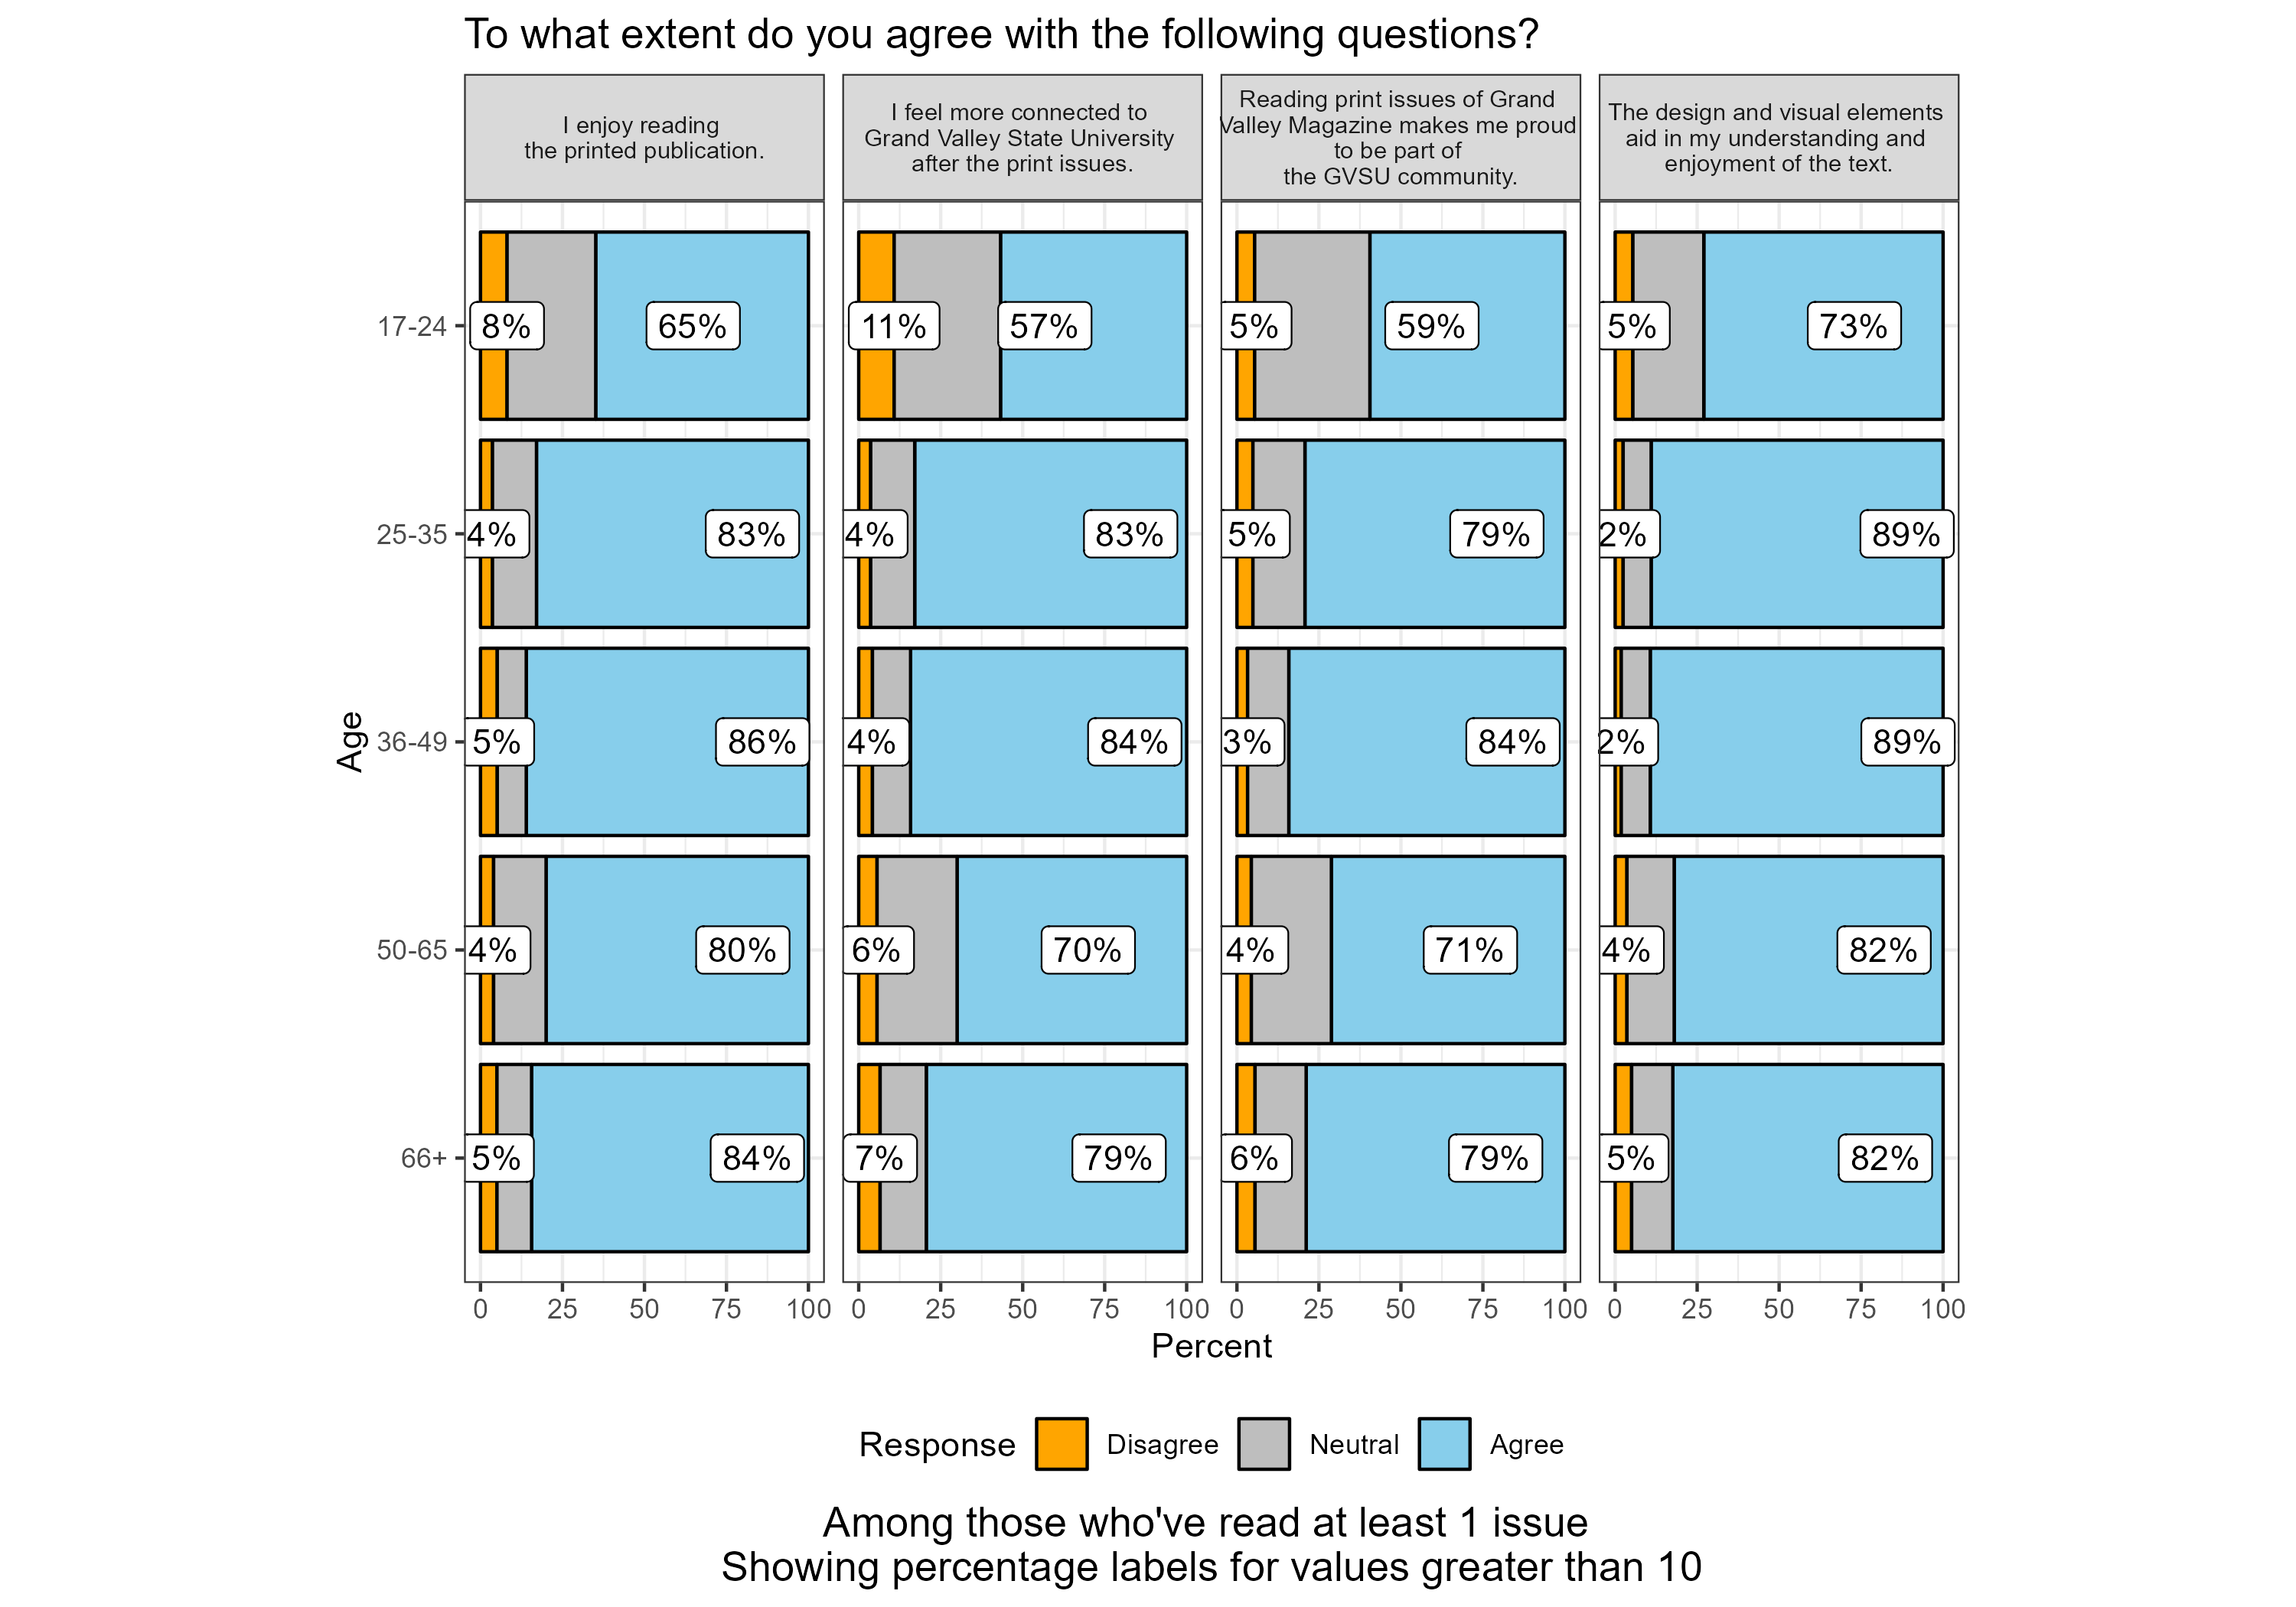 To what extent do you agree with the following questions?
I enjoy reading
the printed publication.
I feel more connected to
Grand Valley State University
after the print issues.
Reading print issues of Grand
Valley Magazine makes me proud
to be part of
the GVSU community.
The design and visual elements
aid in my understanding and
enjoyment of the text.
Age
17-24
8% 65% 11% 57% 5% 59% 5% 73%
25-35
4% 83% 4% 83% 5% 79% 2% 89%
36-49
5% 86% 4% 84% 3% 84% 2% 89%
50-65
4% 80% 6% 70% 4% 71% 4% 82%
66+
5% 84% 7% 79% 6% 79% 5% 82%
0 25 50 75 100 0 25 50 75 100 0 25 50 75 100 0 25 50 75 100
Percent
Response Disagree Neutral Agree
Among those who've read at least 1 issue
Showing percentage labels for values greater than 10